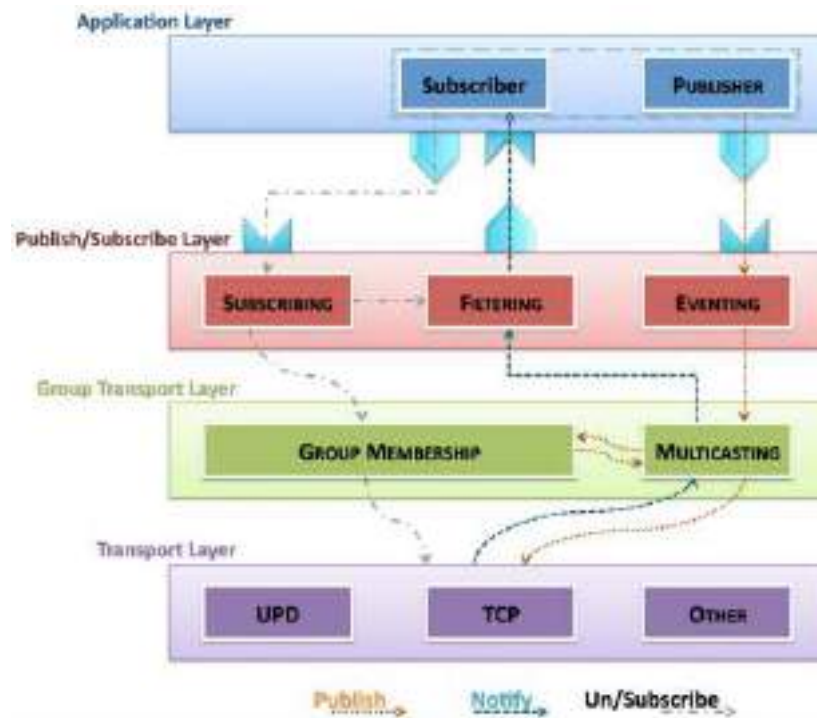 Application Layer
Subscriber
PUBLISHER
Publish/Subscribe Layer
SUBSCRIBING
FILTERING
EVENTING
Group Transport Layer
GROUP MEMBERSHIP
MULTICASTING
Transport Layer
UPD
TCP
OTHER
Publish
Notify
Un/Subscribe